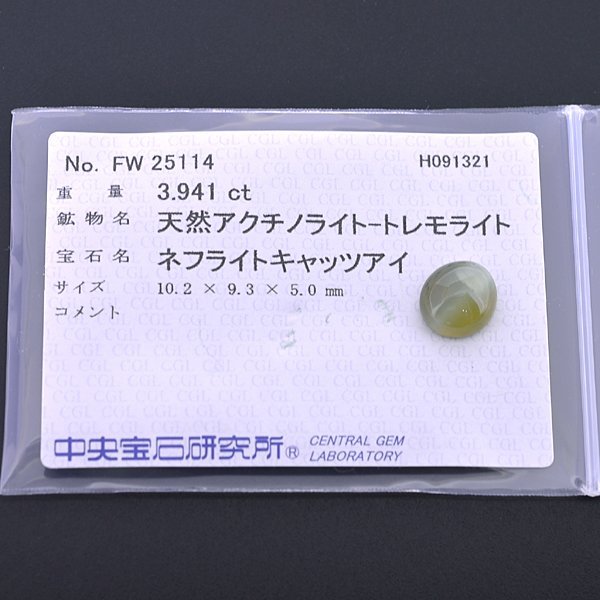 No. FW 25114 H091321
重量 3.941 ct
鉱物名 天然アクチノライト-トレモライト
宝石名 ネフライトキャッツアイ
サイズ 10.2 × 9.3 × 5.0 mm
コメント
中央宝石研究所® CENTRAL GEM
LABORATORY